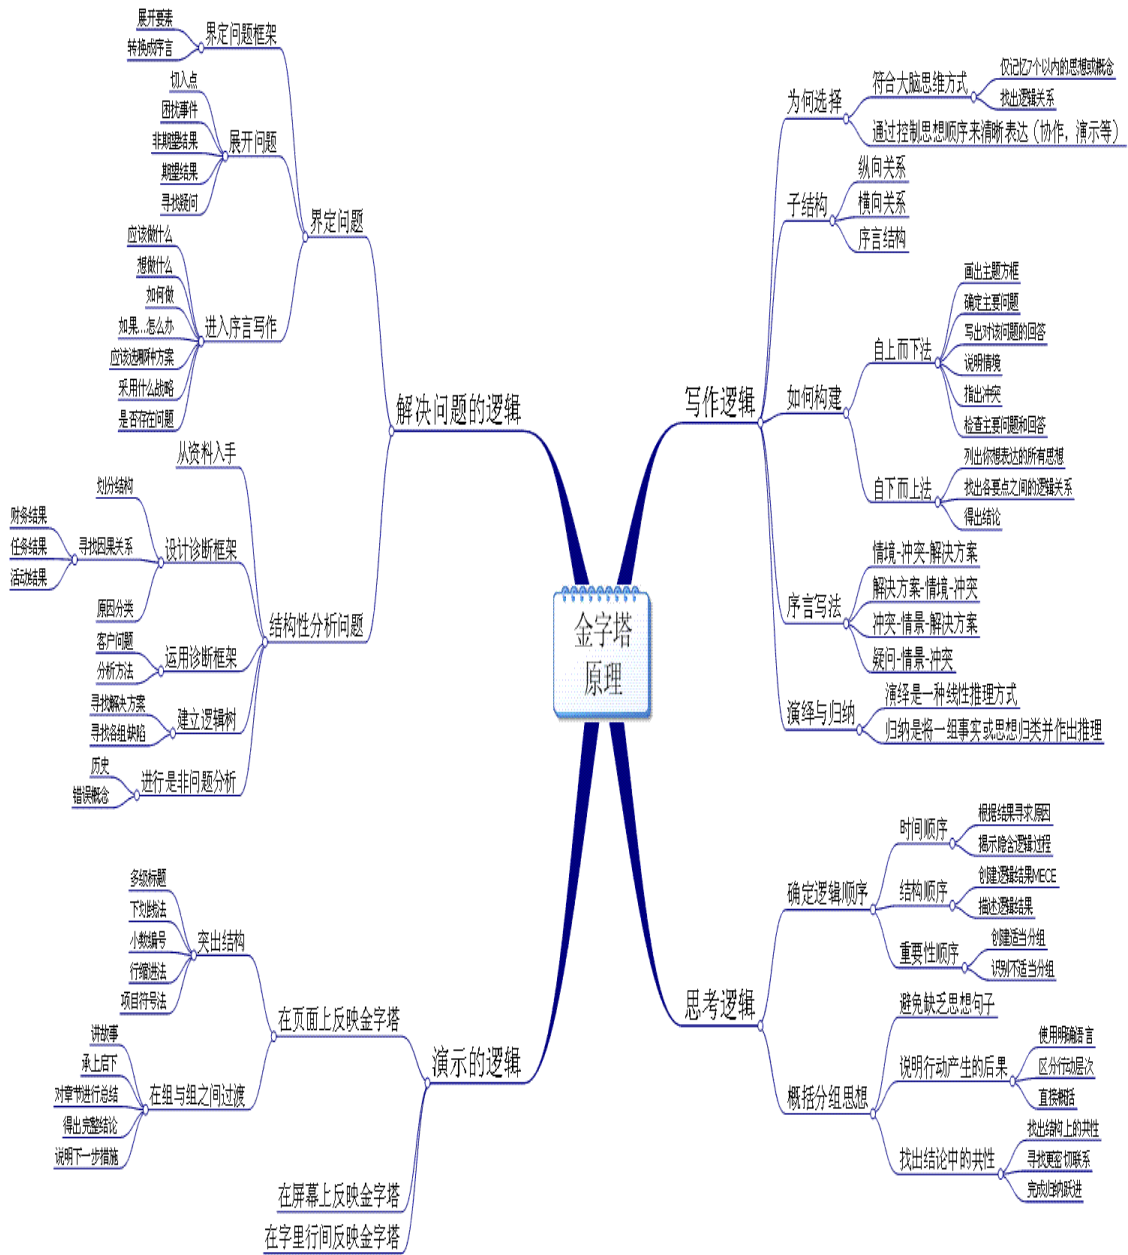 金字塔
原理
写作逻辑
为何选择
符合大脑思维方式
仅记忆7个以内的思想或概念
找出逻辑关系
通过控制思想顺序来清晰表达（协作，演示等）
子结构
纵向关系
横向关系
序言结构
如何构建
自上而下法
画出主题方框
确定主要问题
写出对该问题的回答
说明情境
指出冲突
检查主要问题和回答
自下而上法
列出你想表达的所有思想
找出各要点之间的逻辑关系
得出结论
序言写法
情境-冲突-解决方案
解决方案-情境-冲突
冲突-情景-解决方案
疑问-情景-冲突
演绎与归纳
演绎是一种线性推理方式
归纳是将一组事实或思想归类并作出推理
思考逻辑
确定逻辑顺序
时间顺序
根据结果寻求原因
揭示隐含逻辑过程
结构顺序
创建逻辑结果MECE
描述逻辑结果
重要性顺序
创建适当分组
识别不适当分组
概括分组思想
避免缺乏思想句子
说明行动产生的后果
使用明确语言
区分行动层次
直接概括
找出结论中的共性
找出结构上的共性
寻找更密切联系
完成归纳跃进
解决问题的逻辑
界定问题
界定问题框架
展开要素
转换成序言
展开问题
切入点
困扰事件
非期望结果
期望结果
寻找疑问
进入序言写作
应该做什么
想做什么
如何做
如果...怎么办
应该选哪种方案
采用什么战略
是否存在问题
结构性分析问题
从资料入手
设计诊断框架
划分结构
寻找因果关系
财务结果
任务结果
活动结果
原因分类
运用诊断框架
客户问题
分析方法
建立逻辑树
寻找解决方案
寻找各组缺陷
进行是非问题分析
历史
错误概念
演示的逻辑
在页面上反映金字塔
突出结构
多级标题
下划线法
小数编号
行缩进法
项目符号法
在组与组之间过渡
讲故事
承上启下
对章节进行总结
得出完整结论
说明下一步措施
在屏幕上反映金字塔
在字里行间反映金字塔